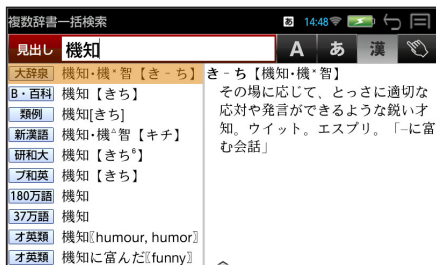 複数辞書一括検索 あ 14:48
見出し 機知 A あ 漢
大辞泉 機知・機×智【き‐ち】
B・百科 機知【きち】
類例 機知[きち]
新漢語 機知・機△智【キチ】
研和大 機知【きち⁶】
プ和英 機知【きち】
180万語 機知
37万語 機知
オ英類 機知〖humour, humor〗
オ英類 機知に富んだ〖funny〗
き‐ち【機知・機×智】
その場に応じて、とっさに適切な
応対や発言ができるような鋭い才
知。ウイット。エスプリ。「–に富
む会話」